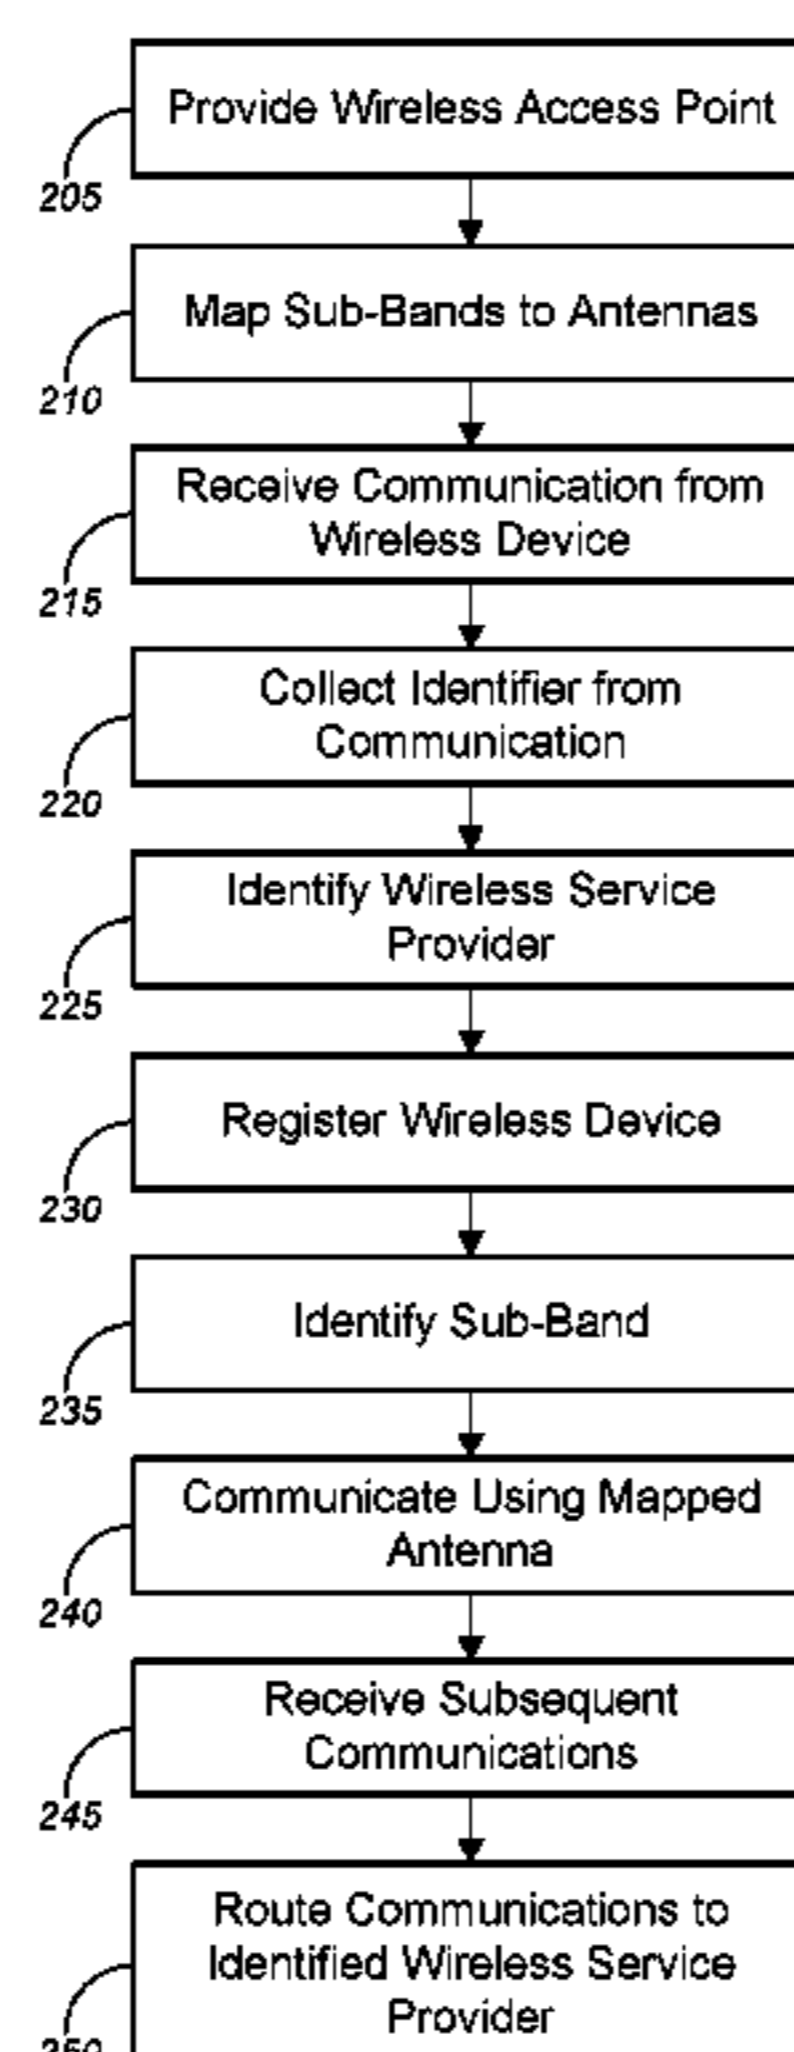 Provide Wireless Access Point
205
Map Sub-Bands to Antennas
210
Receive Communication from
Wireless Device
215
Collect Identifier from
Communication
220
Identify Wireless Service
Provider
225
Register Wireless Device
230
Identify Sub-Band
235
Communicate Using Mapped
Antenna
240
Receive Subsequent
Communications
245
Route Communications to
Identified Wireless Service
Provider